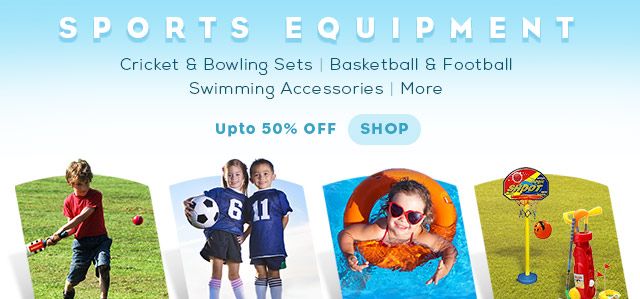 SPORTS EQUIPMENT
Cricket & Bowling Sets | Basketball & Football
Swimming Accessories | More
Upto 50% OFF SHOP
6 11
SHOOT